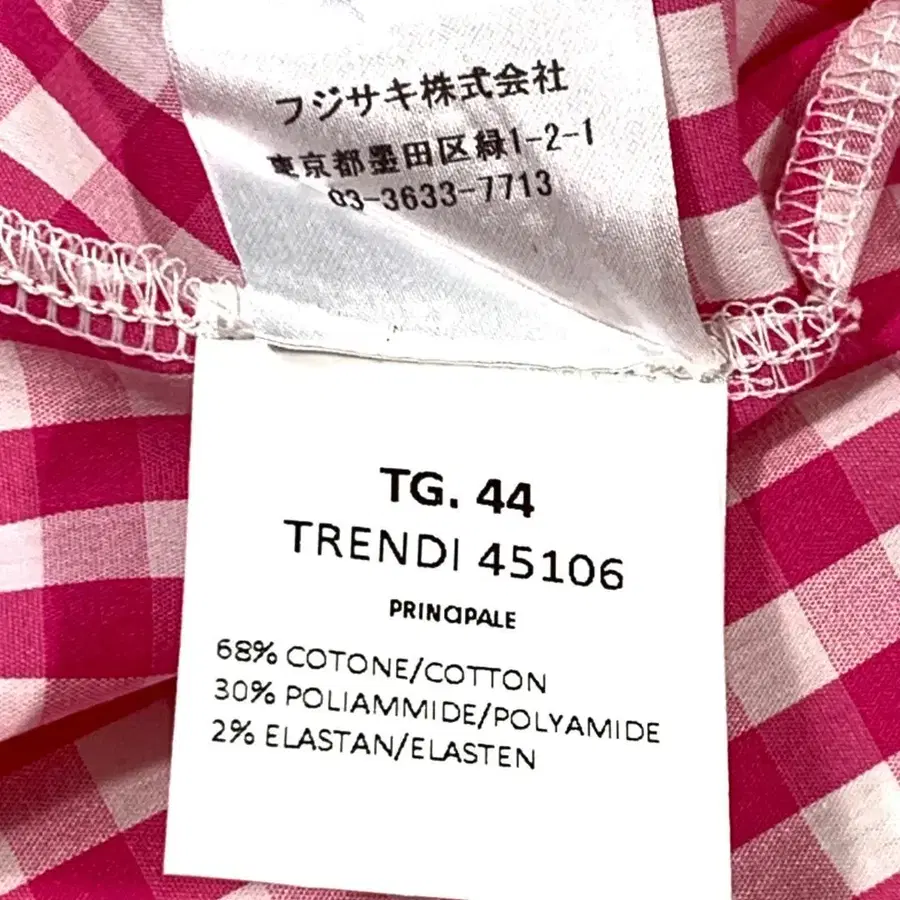 フジサキ株式会社
東京都墨田区緑1-2-1
03-3633-7713
TG. 44
TRENDI 45106
PRINCIPALE
68% COTONE/COTTON
30% POLIAMMIDE/POLYAMIDE
2% ELASTAN/ELASTEN